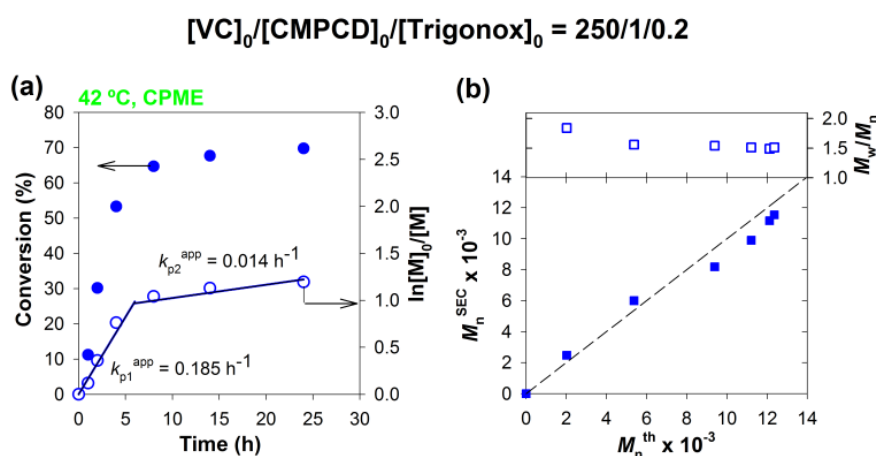 [VC]₀/[CMPCD]₀/[Trigonox]₀ = 250/1/0.2
(a)
42 ºC, CPME
80
70
60
50
40
30
20
10
0
Conversion (%)
3.0
2.5
2.0
1.5
1.0
0.5
0.0
ln[M]₀/[M]
kp2app = 0.014 h⁻¹
kp1app = 0.185 h⁻¹
0 5 10 15 20 25 30
Time (h)
(b)
2.0
1.5
1.0
Mw/Mn
14
12
10
8
6
4
2
0
MnSEC x 10⁻³
0 2 4 6 8 10 12 14
Mnth x 10⁻³